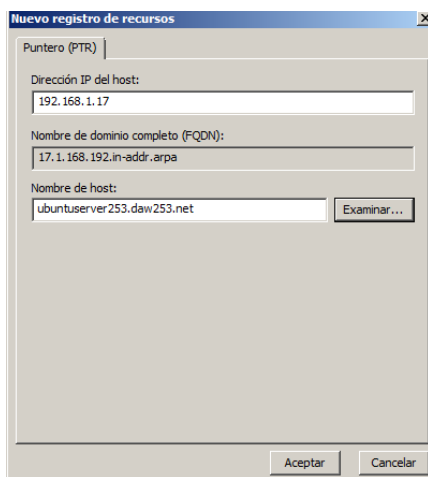 Nuevo registro de recursos
Puntero (PTR)
Dirección IP del host:
192.168.1.17
Nombre de dominio completo (FQDN):
17.1.168.192.in-addr.arpa
Nombre de host:
ubuntuserver253.daw253.net
Examinar...
Aceptar
Cancelar